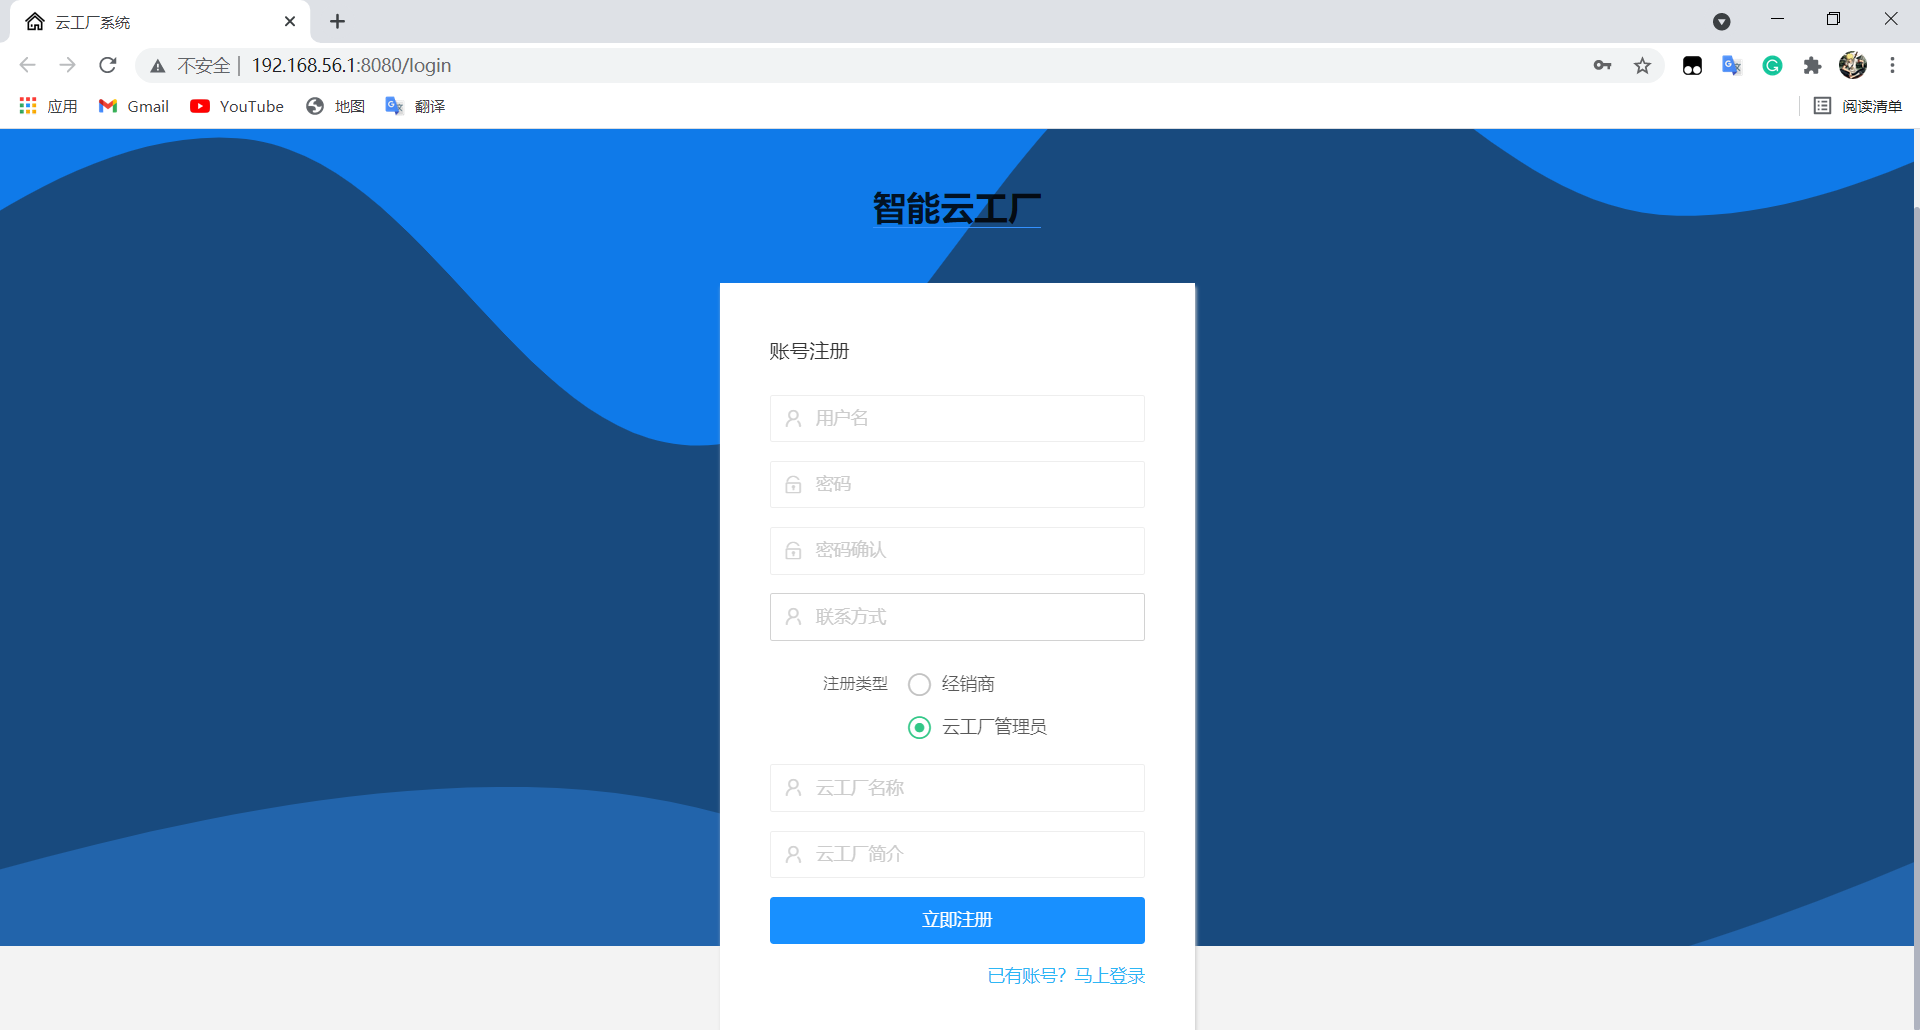 云工厂系统
不安全 | 192.168.56.1:8080/login
应用 Gmail YouTube 地图 翻译 阅读清单
智能云工厂
账号注册
用户名
密码
密码确认
联系方式
注册类型 经销商
云工厂管理员
云工厂名称
云工厂简介
立即注册
已有账号？马上登录